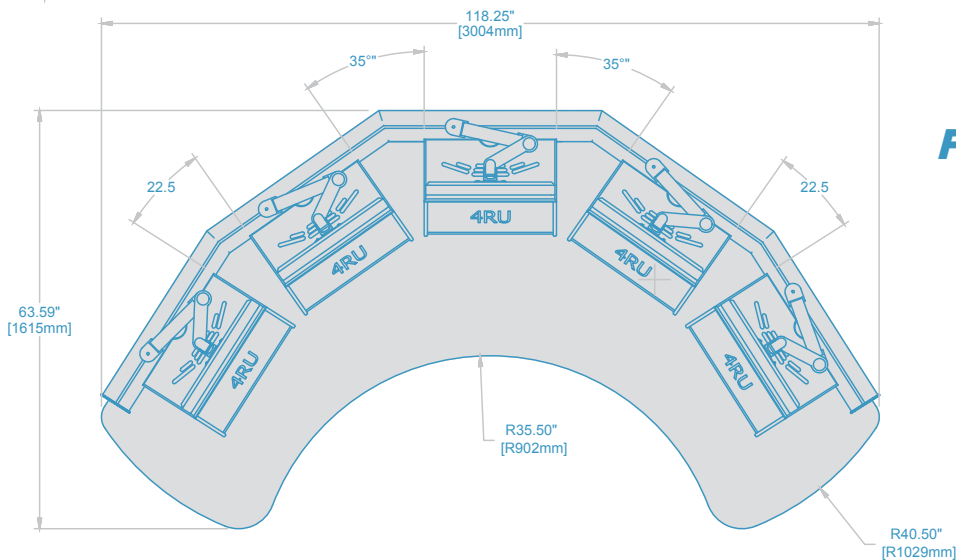 118.25"
[3004mm]
35°"
35°"
F
22.5
22.5
4RU
4RU
4RU
4RU
4RU
63.59"
[1615mm]
R35.50"
[R902mm]
R40.50"
[R1029mm]